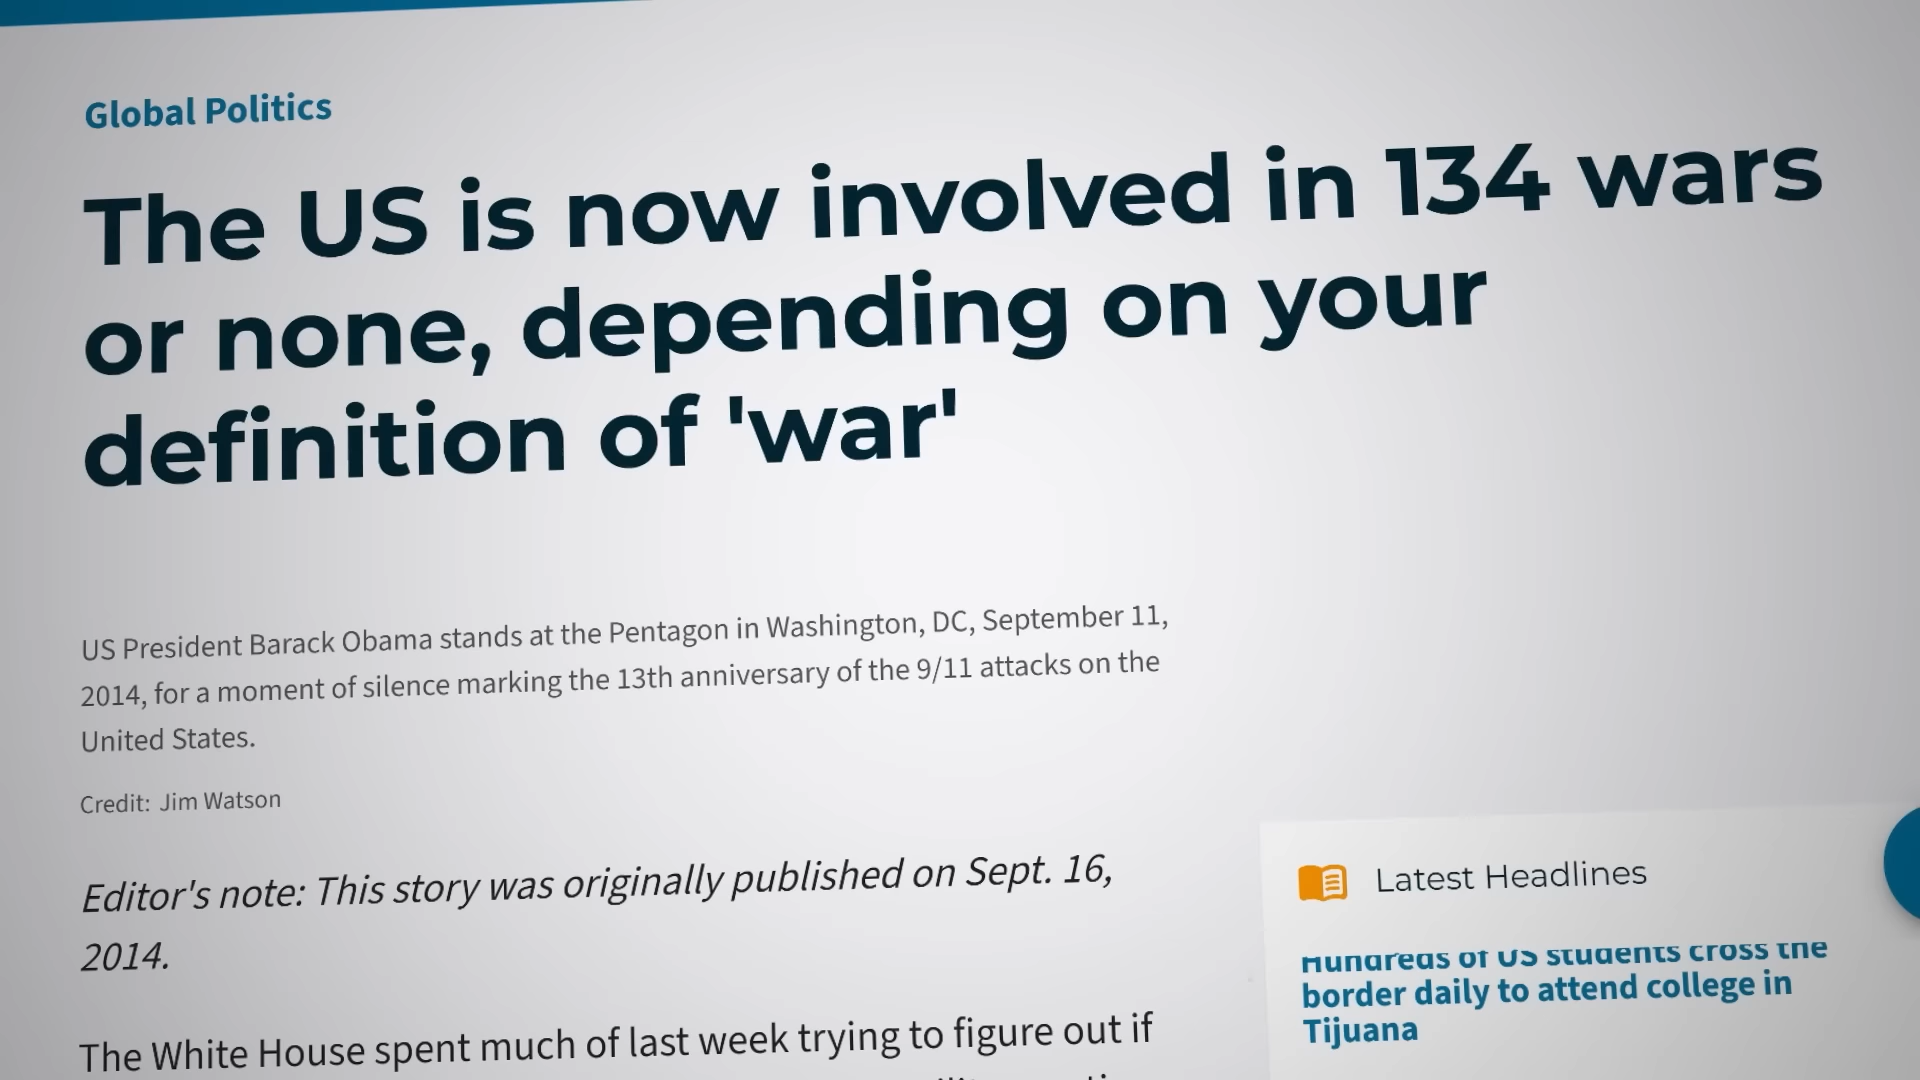 Global Politics
The US is now involved in 134 wars
or none, depending on your
definition of 'war'
US President Barack Obama stands at the Pentagon in Washington, DC, September 11,
2014, for a moment of silence marking the 13th anniversary of the 9/11 attacks on the
United States.
Credit: Jim Watson
Editor's note: This story was originally published on Sept. 16,
2014.
The White House spent much of last week trying to figure out if
Latest Headlines
Hundreds of US students cross the
border daily to attend college in
Tijuana